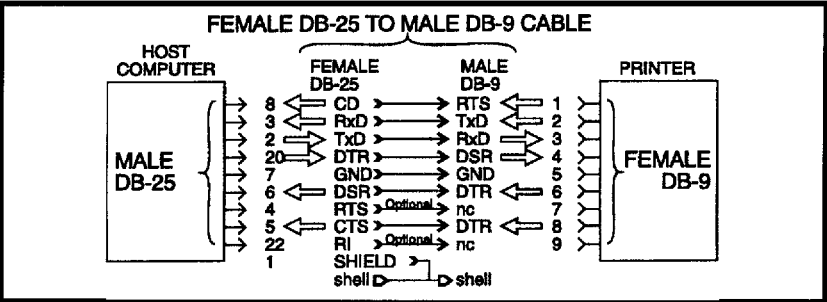 FEMALE DB-25 TO MALE DB-9 CABLE
HOST
COMPUTER
FEMALE
DB-25
MALE
DB-9
PRINTER
MALE
DB-25
FEMALE
DB-9
8 CD RTS 1
3 RxD TxD 2
2 TxD RxD 3
20 DTR DSR 4
7 GND GND 5
6 DSR DTR 6
4 RTS Optional nc 7
5 CTS DTR 8
22 RI Optional nc 9
1 SHIELD
shell shell